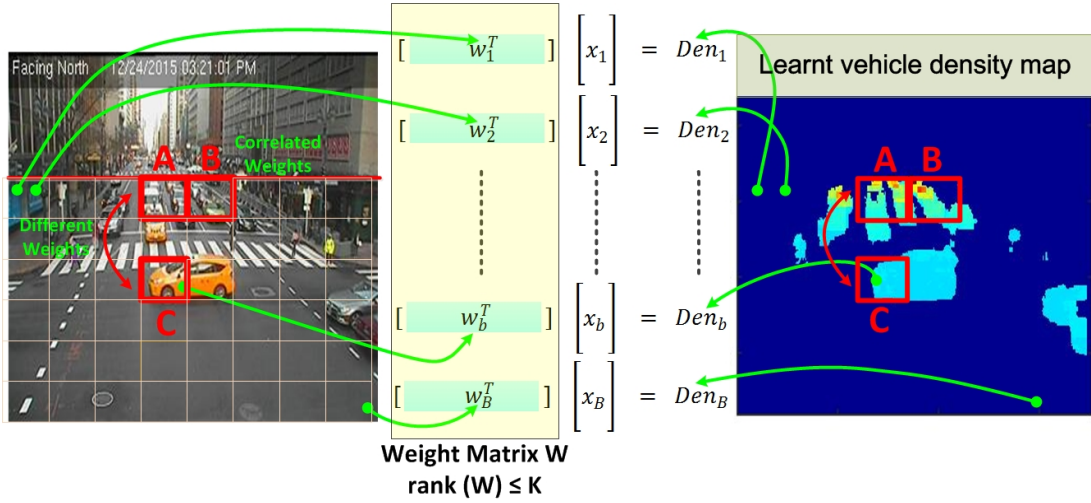 Facing North 12/24/2015 03:21:01 PM
A B
Correlated
Weights
Different
Weights
C
[ w_1^T ] [x_1] = Den_1
[ w_2^T ] [x_2] = Den_2
[ w_b^T ] [x_b] = Den_b
[ w_B^T ] [x_B] = Den_B
Weight Matrix W
rank (W) ≤ K
Learnt vehicle density map
A B
C